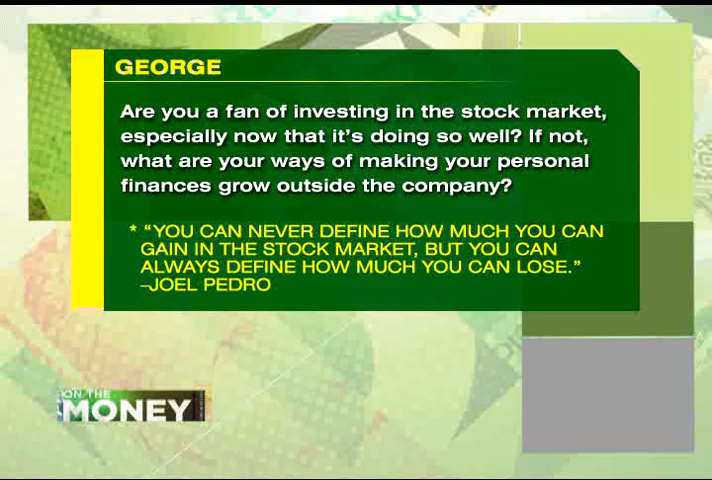 GEORGE
Are you a fan of investing in the stock market,
especially now that it's doing so well? If not,
what are your ways of making your personal
finances grow outside the company?
* “YOU CAN NEVER DEFINE HOW MUCH YOU CAN
GAIN IN THE STOCK MARKET, BUT YOU CAN
ALWAYS DEFINE HOW MUCH YOU CAN LOSE.”
–JOEL PEDRO
ON THE
MONEY